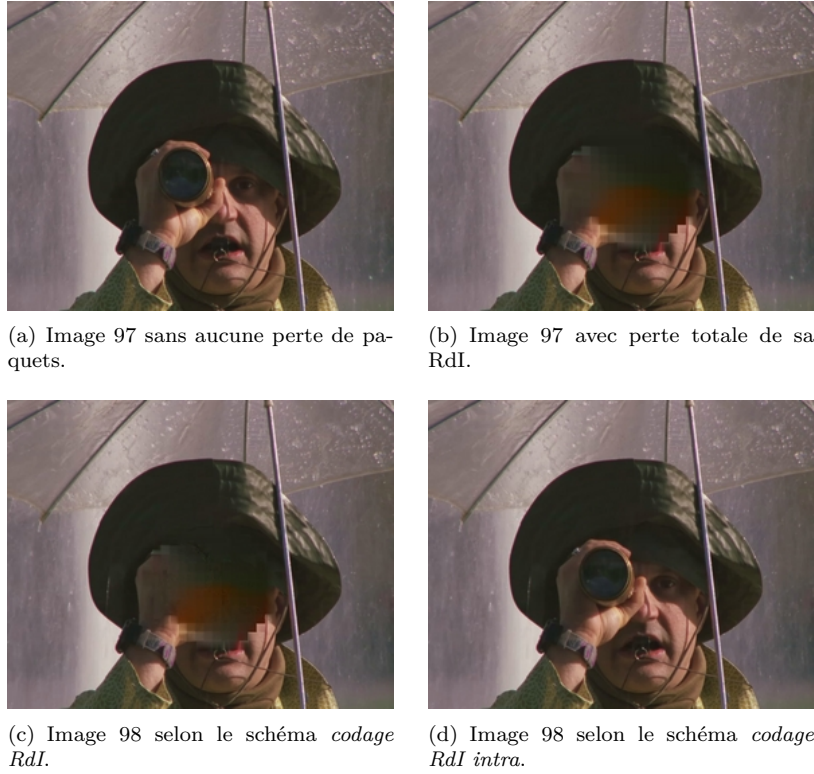 (a) Image 97 sans aucune perte de pa-
quets.
(b) Image 97 avec perte totale de sa
RdI.
(c) Image 98 selon le schéma codage
RdI.
(d) Image 98 selon le schéma codage
RdI intra.